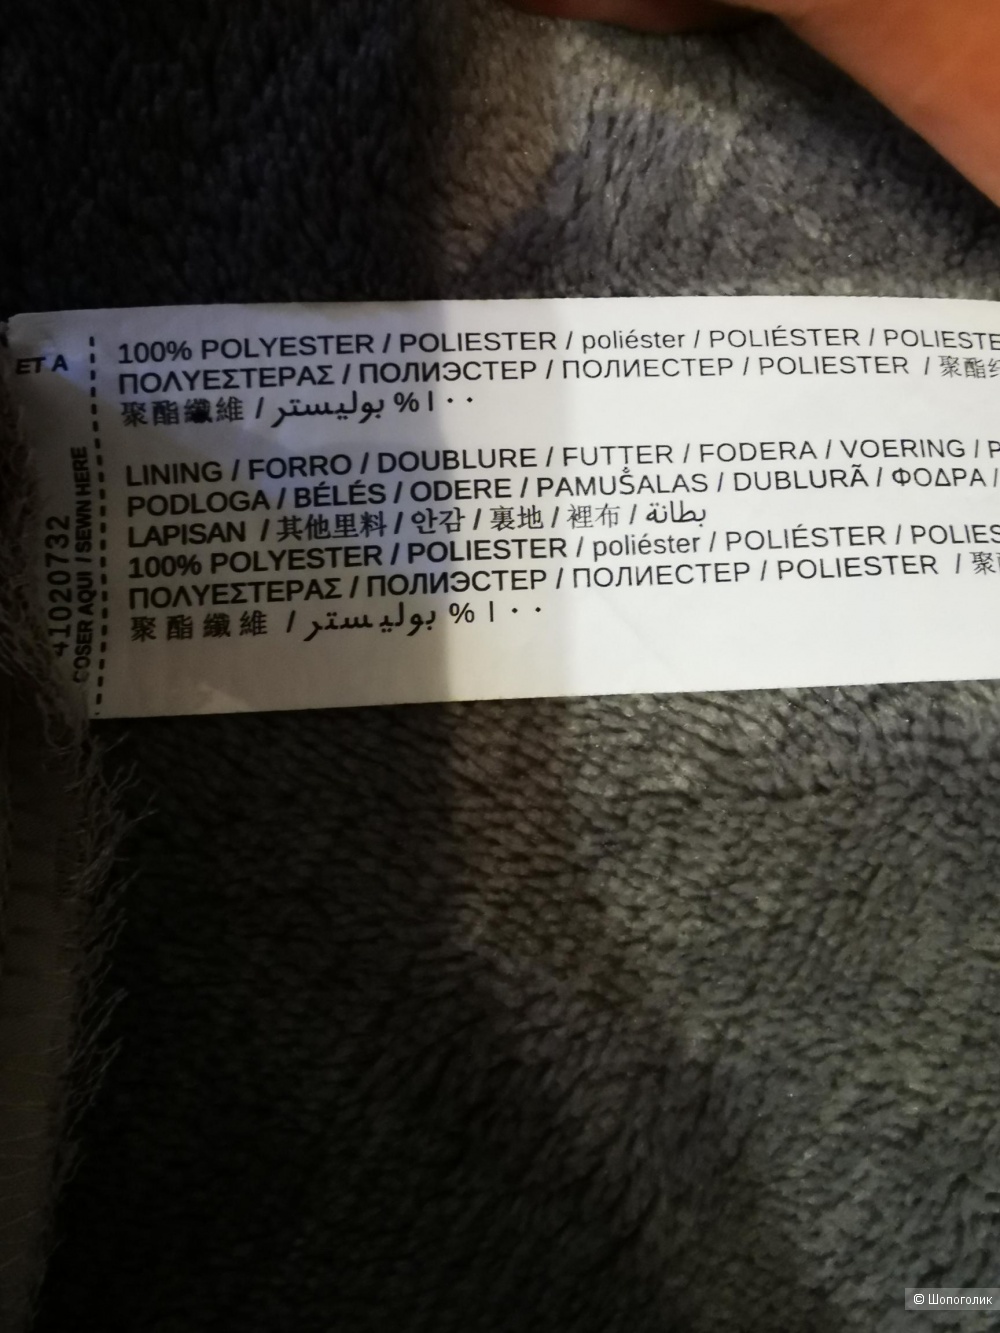 ET A
100% POLYESTER / POLIESTER / poliéster / POLIÉSTER / POLIESTE
ΠΟΛΥΕΣΤΕΡΑΣ / ПОЛИЭСТЕР / ПОЛИЕСТЕР / POLIESTER / 聚酯纤
聚酯纖維 / بوليستر %١٠٠
LINING / FORRO / DOUBLURE / FUTTER / FODERA / VOERING / P
PODLOGA / BÉLÉS / ODERE / PAMUŠALAS / DUBLURÃ / ΦΟΔΡΑ /
LAPISAN / 其他里料 / 안감 / 裏地 / 裡布 / بطانة
100% POLYESTER / POLIESTER / poliéster / POLIÉSTER / POLIES
ΠΟΛΥΕΣΤΕΡΑΣ / ПОЛИЭСТЕР / ПОЛИЕСТЕР / POLIESTER / 聚
聚酯纖維 / بوليستر % ١٠٠
41020732
COSER AQUI / SEWN HERE
© Шопоголик